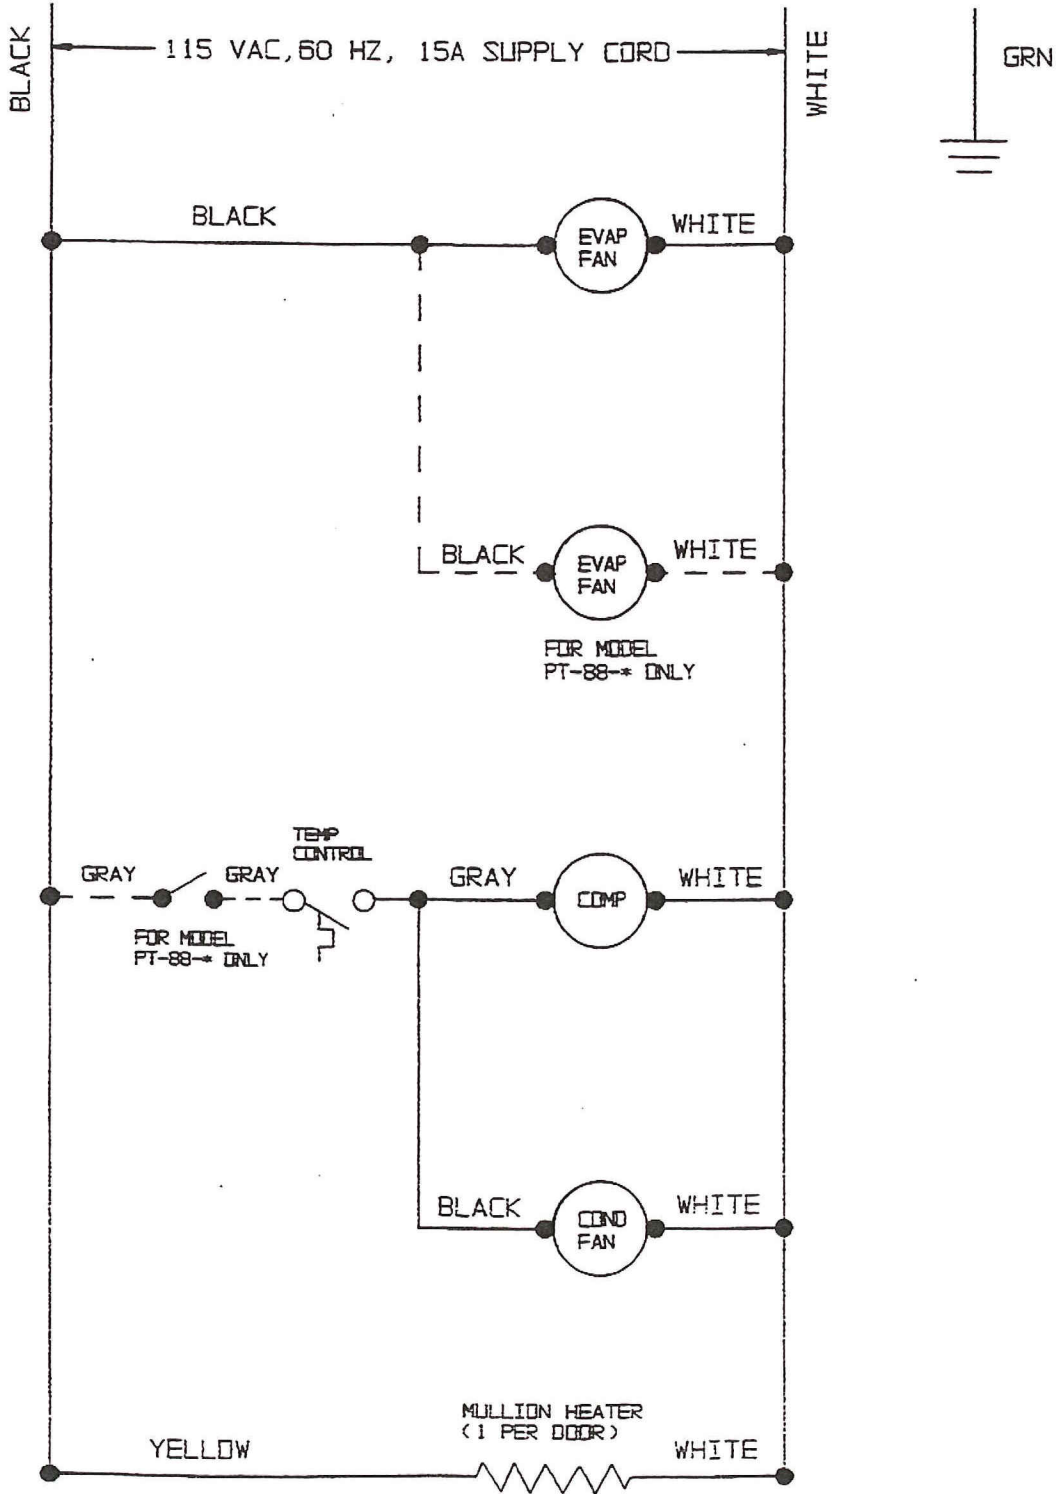 BLACK
115 VAC, 60 HZ, 15A SUPPLY CORD
WHITE
GRN
BLACK
EVAP
FAN
WHITE
BLACK
EVAP
FAN
WHITE
FOR MODEL
PT-88-* ONLY
GRAY
GRAY
TEMP
CONTROL
GRAY
COMP
WHITE
FOR MODEL
PT-88-* ONLY
BLACK
COND
FAN
WHITE
YELLOW
MULLION HEATER
(1 PER DOOR)
WHITE